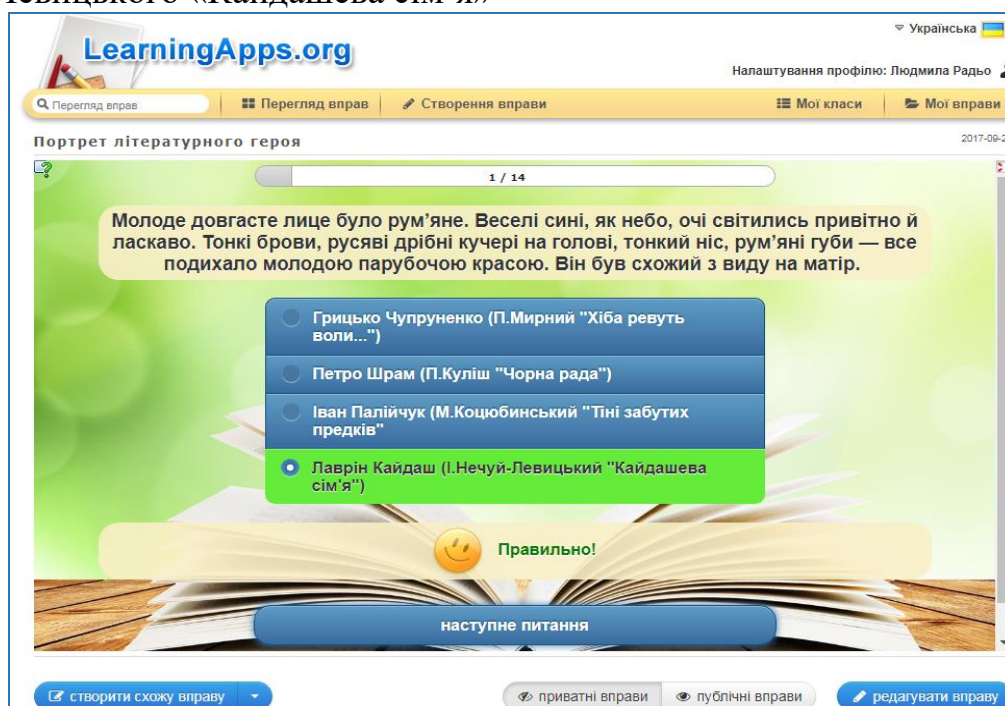 «Кайдашева сім'я»
LearningApps.org
Українська
Налаштування профілю: Людмила Радьо
Перегляд вправ
Перегляд вправ
Створення вправи
Мої класи
Мої вправи
Портрет літературного героя
1 / 14
Молоде довгасте лице було рум’яне. Веселі сині, як небо, очі світились привітно й
ласкаво. Тонкі брови, русяві дрібні кучері на голові, тонкий ніс, рум’яні губи — все
подихало молодою парубочою красою. Він був схожий з виду на матір.
Грицько Чупруненко (П.Мирний "Хіба ревуть
воли...")
Петро Шрам (П.Куліш "Чорна рада")
Іван Палійчук (М.Коцюбинський "Тіні забутих
предків"
Лаврін Кайдаш (І.Нечуй-Левицький "Кайдашева
сім'я")
Правильно!
наступне питання
створити схожу вправу
приватні вправи
публічні вправи
редагувати вправу